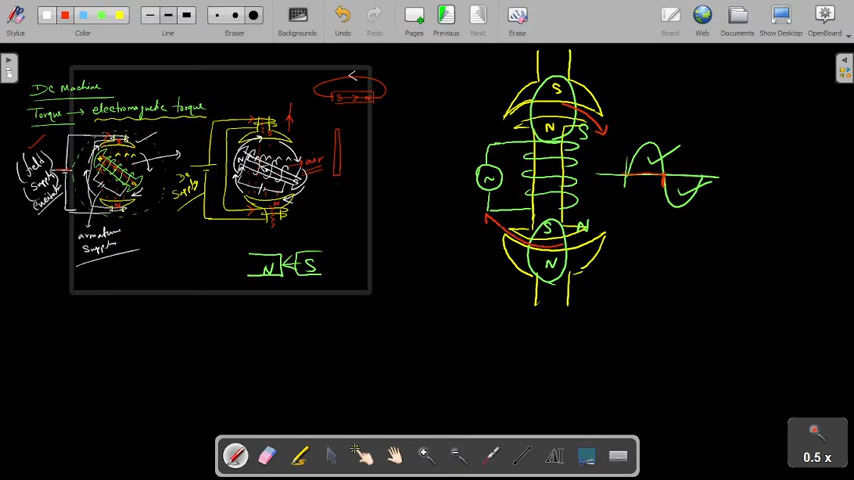 Stylus
Color
Line
Eraser
Backgrounds
Undo
Redo
Pages
Previous
Next
Erase
Board
Web
Documents
Show Desktop
OpenBoard
Dc Machine
Torque → electromagnetic torque
(field
Supply
armature
Supply
Dc
Supply
air
S → N
N ← S
S
N
S
~
S
N
N
0.5 x